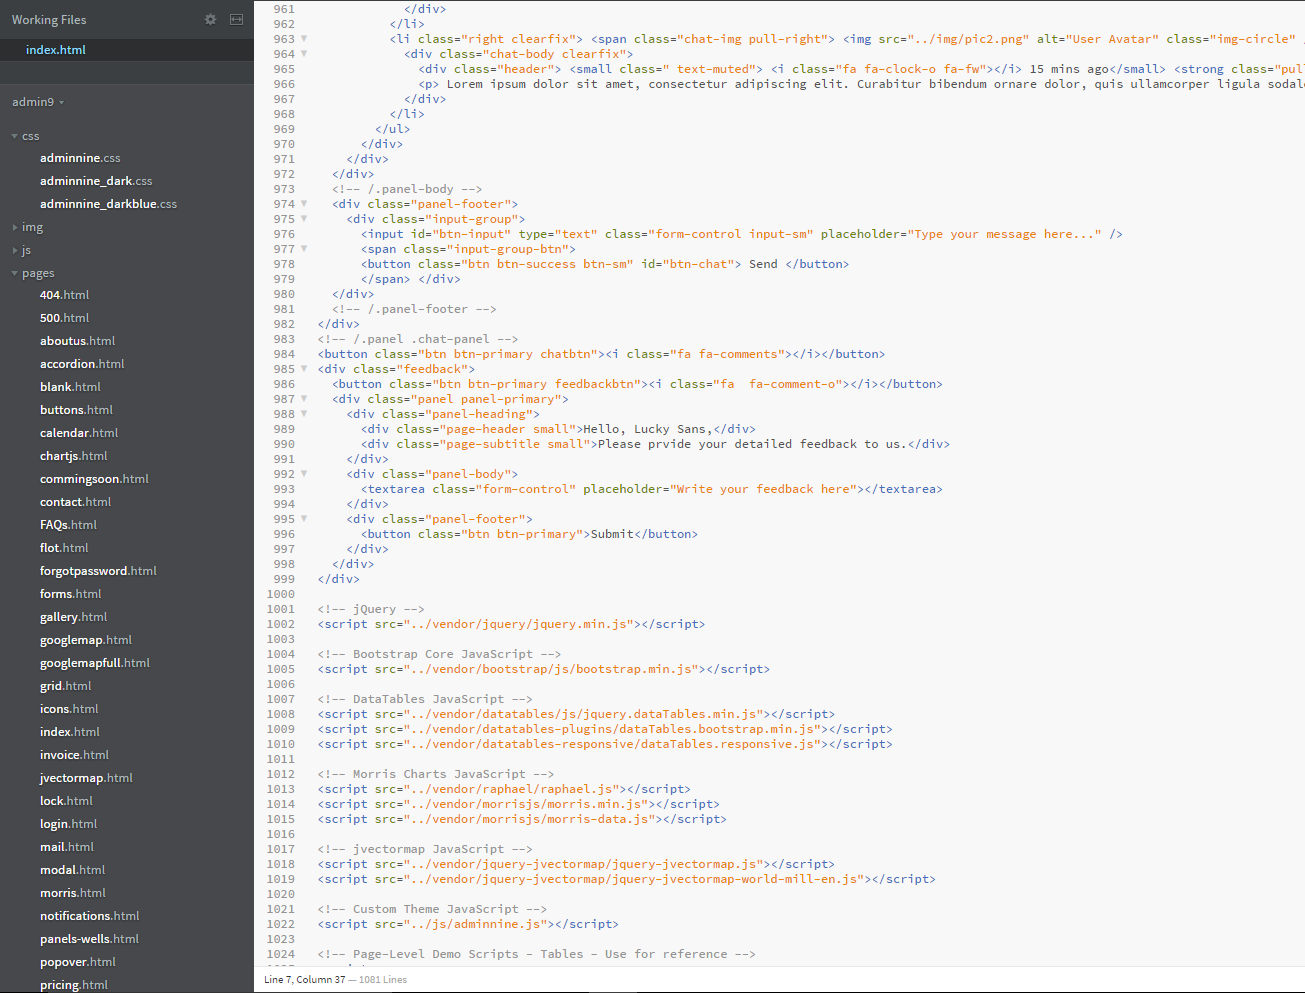 Working Files
index.html
admin9
css
adminnine.css
adminnine_dark.css
adminnine_darkblue.css
img
js
pages
404.html
500.html
aboutus.html
accordion.html
blank.html
buttons.html
calendar.html
chartjs.html
commingsoon.html
contact.html
FAQs.html
flot.html
forgotpassword.html
forms.html
gallery.html
googlemap.html
googlemapfull.html
grid.html
icons.html
index.html
invoice.html
jvectormap.html
lock.html
login.html
mail.html
modal.html
morris.html
notifications.html
panels-wells.html
popover.html
pricing.html
961 </div>
962 </li>
963 <li class="right clearfix"> <span class="chat-img pull-right"> <img src="../img/pic2.png" alt="User Avatar" class="img-circle" /
964 <div class="chat-body clearfix">
965 <div class="header"> <small class=" text-muted"> <i class="fa fa-clock-o fa-fw"></i> 15 mins ago</small> <strong class="pull
966 <p> Lorem ipsum dolor sit amet, consectetur adipiscing elit. Curabitur bibendum ornare dolor, quis ullamcorper ligula sodale
967 </div>
968 </li>
969 </ul>
970 </div>
971 </div>
972 </div>
973 <!-- /.panel-body -->
974 <div class="panel-footer">
975 <div class="input-group">
976 <input id="btn-input" type="text" class="form-control input-sm" placeholder="Type your message here..." />
977 <span class="input-group-btn">
978 <button class="btn btn-success btn-sm" id="btn-chat"> Send </button>
979 </span> </div>
980 </div>
981 <!-- /.panel-footer -->
982 </div>
983 <!-- /.panel .chat-panel -->
984 <button class="btn btn-primary chatbtn"><i class="fa fa-comments"></i></button>
985 <div class="feedback">
986 <button class="btn btn-primary feedbackbtn"><i class="fa  fa-comment-o"></i></button>
987 <div class="panel panel-primary">
988 <div class="panel-heading">
989 <div class="page-header small">Hello, Lucky Sans,</div>
990 <div class="page-subtitle small">Please prvide your detailed feedback to us.</div>
991 </div>
992 <div class="panel-body">
993 <textarea class="form-control" placeholder="Write your feedback here"></textarea>
994 </div>
995 <div class="panel-footer">
996 <button class="btn btn-primary">Submit</button>
997 </div>
998 </div>
999 </div>
1000
1001 <!-- jQuery -->
1002 <script src="../vendor/jquery/jquery.min.js"></script>
1003
1004 <!-- Bootstrap Core JavaScript -->
1005 <script src="../vendor/bootstrap/js/bootstrap.min.js"></script>
1006
1007 <!-- DataTables JavaScript -->
1008 <script src="../vendor/datatables/js/jquery.dataTables.min.js"></script>
1009 <script src="../vendor/datatables-plugins/dataTables.bootstrap.min.js"></script>
1010 <script src="../vendor/datatables-responsive/dataTables.responsive.js"></script>
1011
1012 <!-- Morris Charts JavaScript -->
1013 <script src="../vendor/raphael/raphael.js"></script>
1014 <script src="../vendor/morrisjs/morris.min.js"></script>
1015 <script src="../vendor/morrisjs/morris-data.js"></script>
1016
1017 <!-- jvectormap JavaScript -->
1018 <script src="../vendor/jquery-jvectormap/jquery-jvectormap.js"></script>
1019 <script src="../vendor/jquery-jvectormap/jquery-jvectormap-world-mill-en.js"></script>
1020
1021 <!-- Custom Theme JavaScript -->
1022 <script src="../js/adminnine.js"></script>
1023
1024 <!-- Page-Level Demo Scripts - Tables - Use for reference -->
Line 7, Column 37 — 1081 Lines